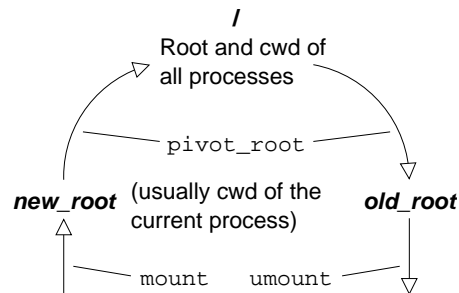 /
Root and cwd of
all processes
pivot_root
new_root
(usually cwd of the
current process)
old_root
mount
umount